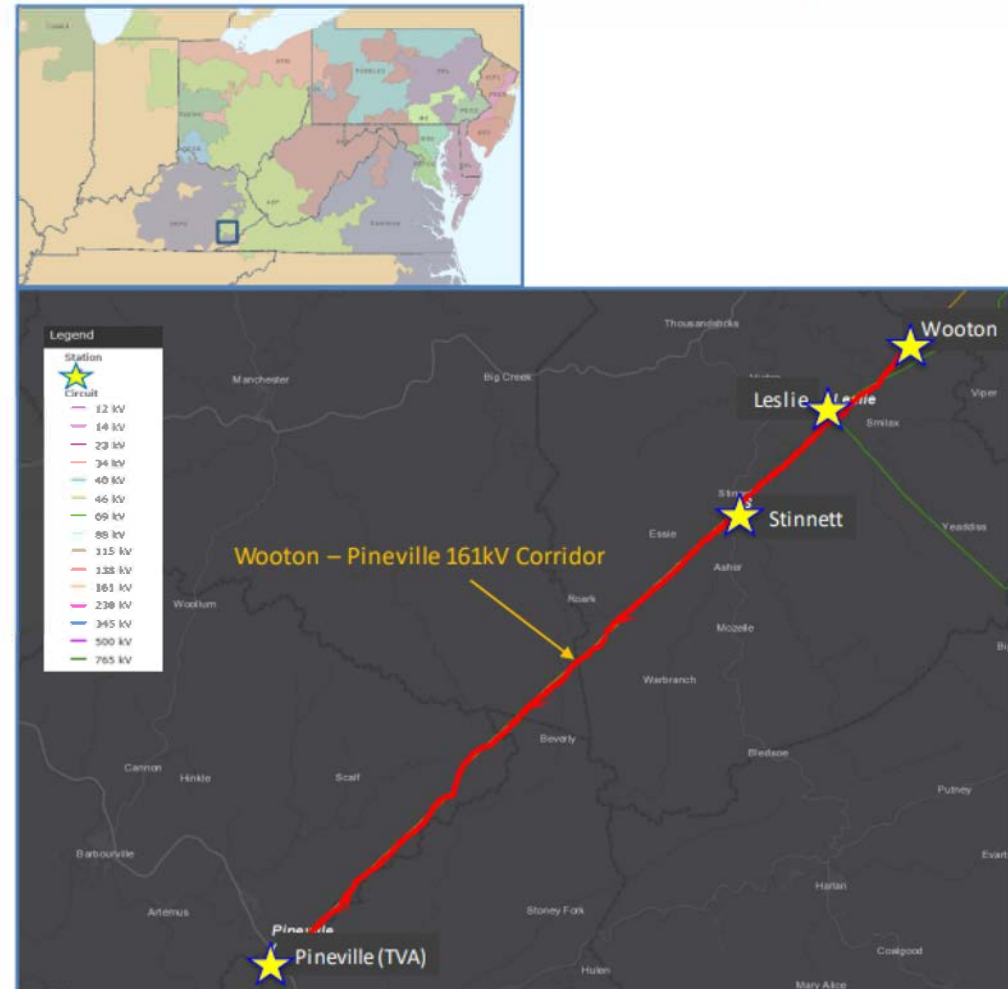 AEP
Legend
Station
Circuit
12 kV
14 kV
23 kV
34 kV
40 kV
46 kV
69 kV
88 kV
115 kV
138 kV
161 kV
230 kV
345 kV
500 kV
765 kV
Thousandsticks
Wooton
Manchester
Big Creek
Viper
Leslie
Leslie
Smilax
Stinnett
Essie
Yeaddiss
Wooton – Pineville 161kV Corridor
Asher
Woollum
Roark
Mozelle
Warbranch
Beverly
Bledsoe
Cannon
Hinkle
Scalf
Putney
Barbourville
Evart
Harlan
Artemus
Stoney Fork
Pineville
Pineville (TVA)
Coalgood
Hulen
Mary Alice